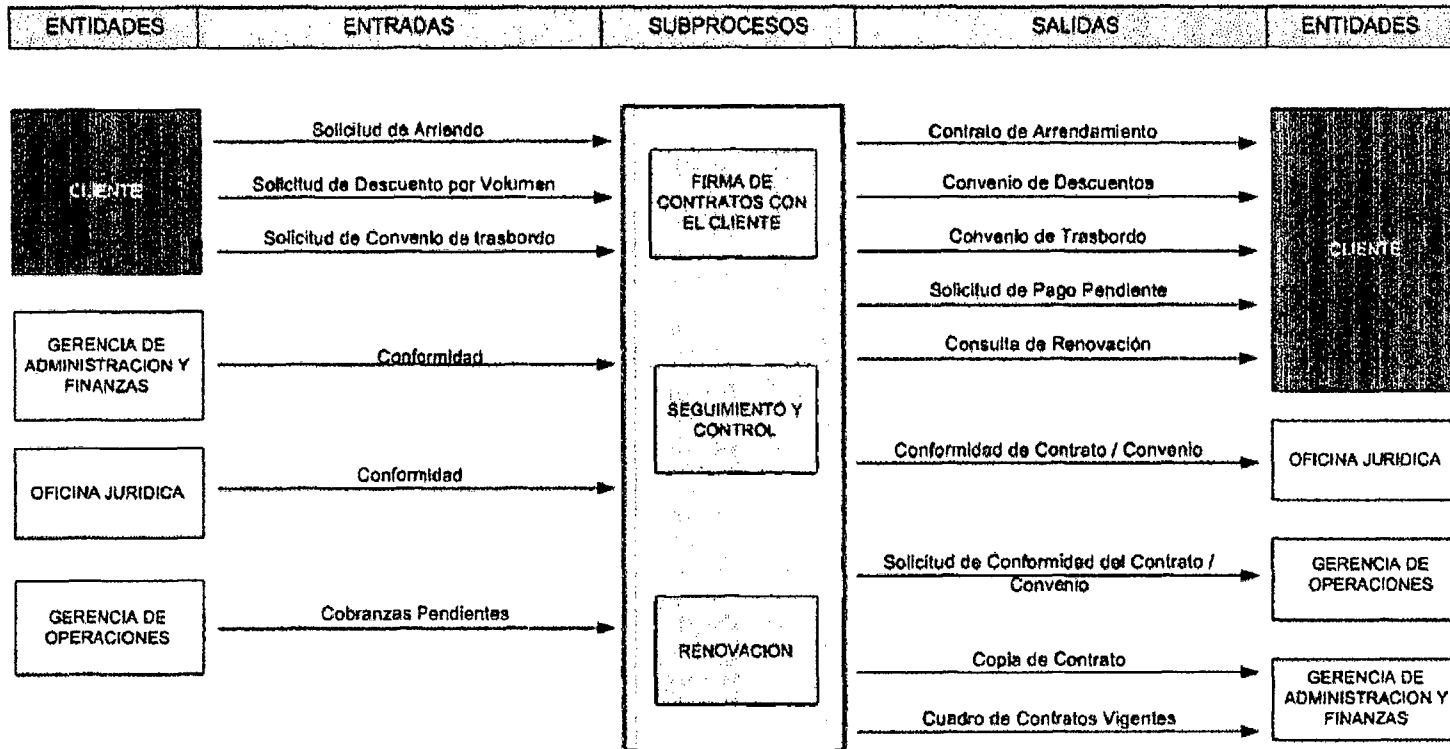 ENTIDADES ENTRADAS SUBPROCESOS SALIDAS ENTIDADES
CLIENTE
Solicitud de Arriendo
Solicitud de Descuento por Volumen
Solicitud de Convenio de trasbordo
GERENCIA DE
ADMINISTRACION Y
FINANZAS
Conformidad
OFICINA JURIDICA
Conformidad
GERENCIA DE
OPERACIONES
Cobranzas Pendientes
FIRMA DE
CONTRATOS CON
EL CLIENTE
SEGUIMIENTO Y
CONTROL
RENOVACION
Contrato de Arrendamiento
Convenio de Descuentos
Convenio de Trasbordo
Solicitud de Pago Pendiente
Consulta de Renovación
CLIENTE
Conformidad de Contrato / Convenio
OFICINA JURIDICA
Solicitud de Conformidad del Contrato /
Convenio
GERENCIA DE
OPERACIONES
Copia de Contrato
Cuadro de Contratos Vigentes
GERENCIA DE
ADMINISTRACION Y
FINANZAS